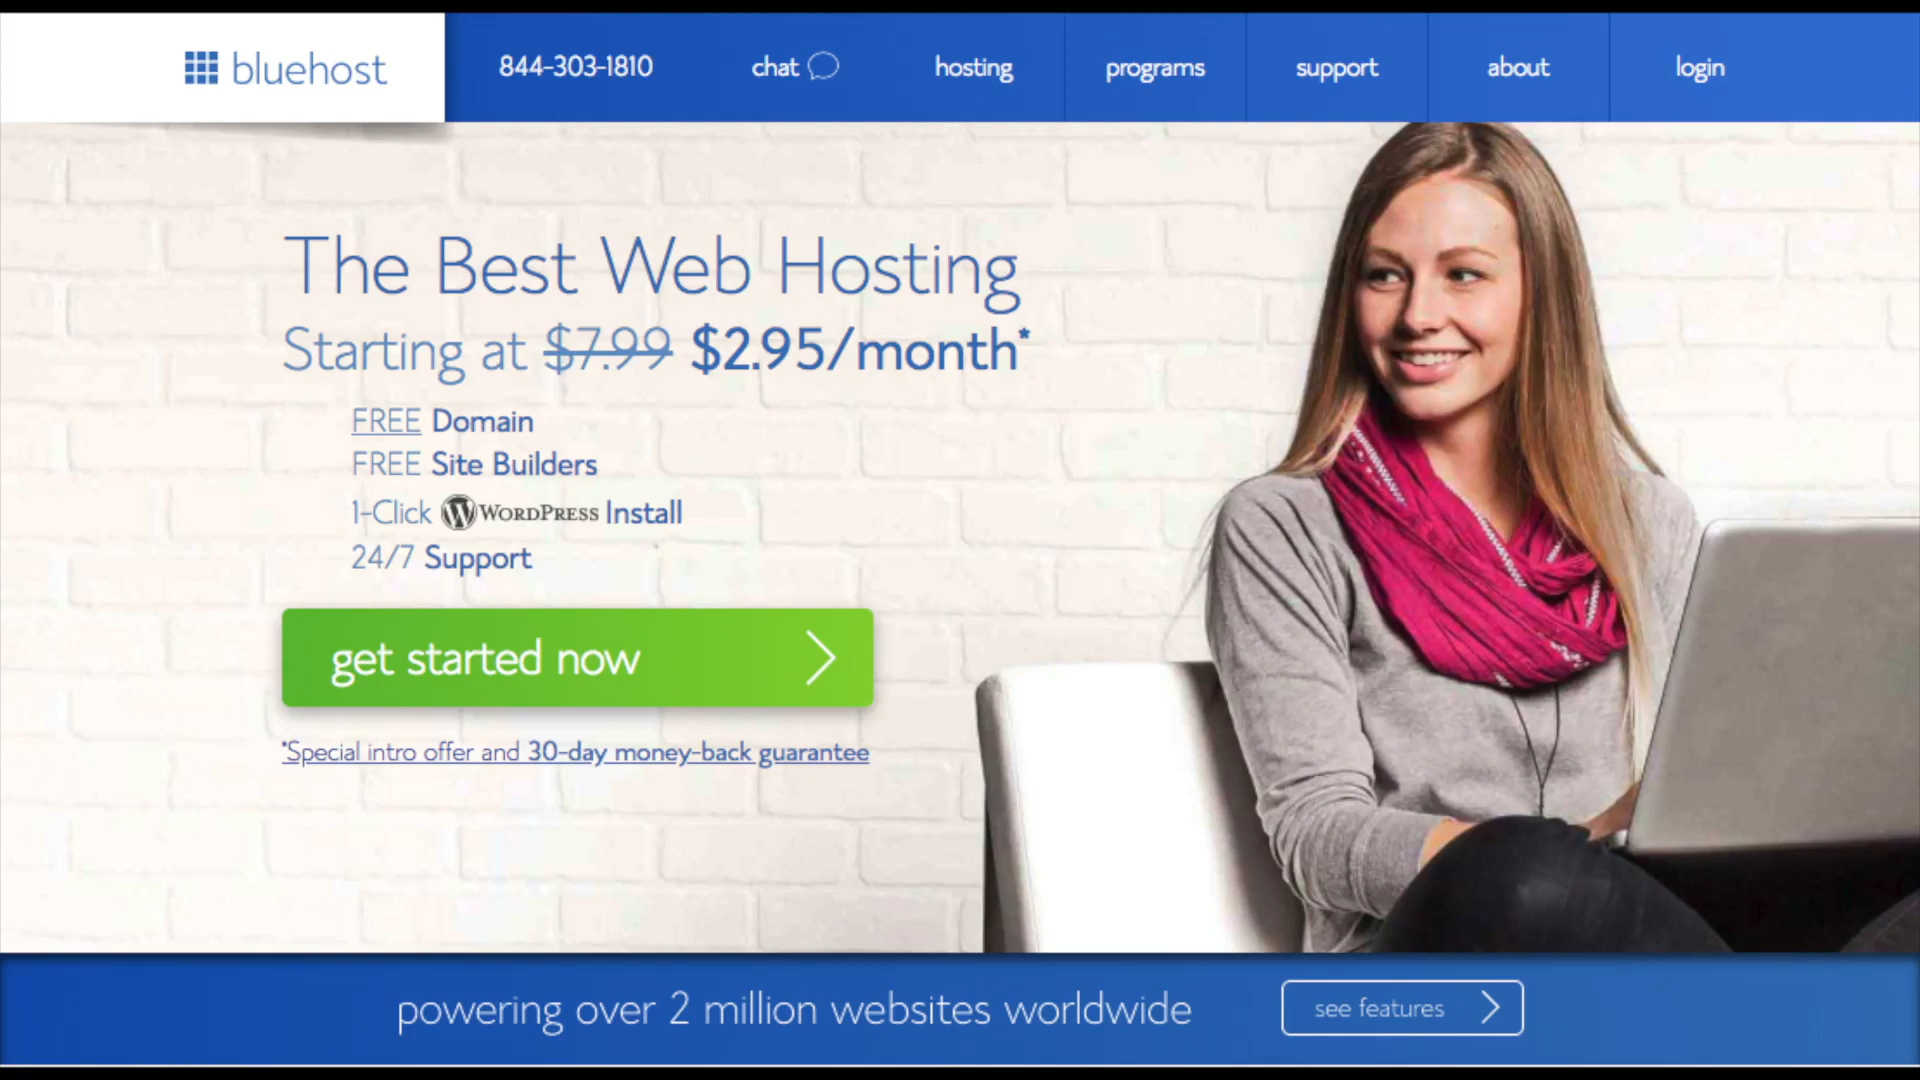 bluehost
844-303-1810
chat
hosting
programs
support
about
login
The Best Web Hosting
Starting at $7.99 $2.95/month*
FREE Domain
FREE Site Builders
1-Click WORDPRESS Install
24/7 Support
get started now
*Special intro offer and 30-day money-back guarantee
powering over 2 million websites worldwide
see features